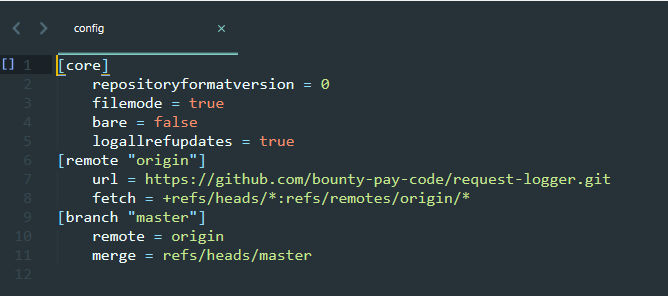 config
[] 1 [core]
2 repositoryformatversion = 0
3 filemode = true
4 bare = false
5 logallrefupdates = true
6 [remote "origin"]
7 url = https://github.com/bounty-pay-code/request-logger.git
8 fetch = +refs/heads/*:refs/remotes/origin/*
9 [branch "master"]
10 remote = origin
11 merge = refs/heads/master
12